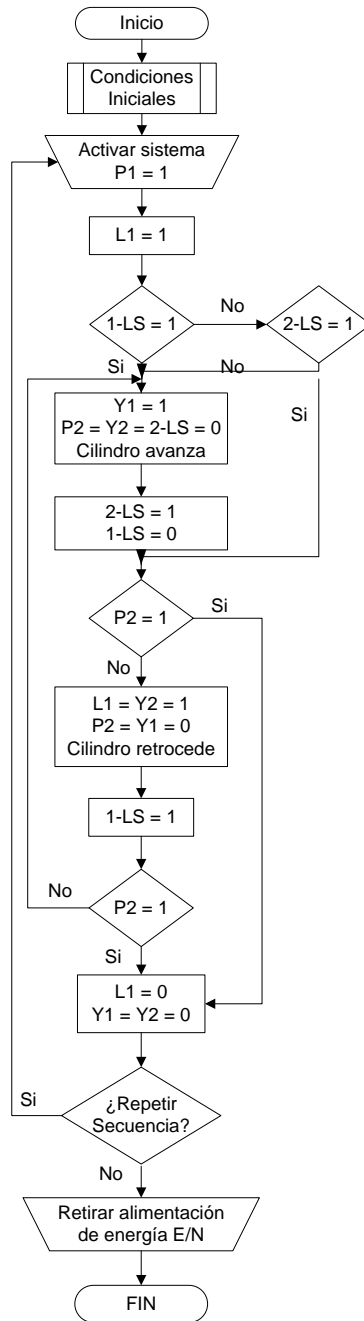 Inicio
Condiciones
Iniciales
Activar sistema
P1 = 1
L1 = 1
1-LS = 1
No
2-LS = 1
Si
No
Y1 = 1
P2 = Y2 = 2-LS = 0
Cilindro avanza
Si
2-LS = 1
1-LS = 0
P2 = 1
Si
No
L1 = Y2 = 1
P2 = Y1 = 0
Cilindro retrocede
1-LS = 1
No
P2 = 1
Si
L1 = 0
Y1 = Y2 = 0
Si
¿Repetir
Secuencia?
No
Retirar alimentación
de energía E/N
FIN